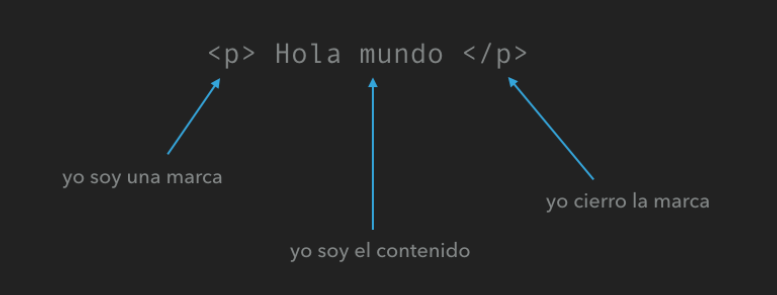 <p> Hola mundo </p>
yo soy una marca
yo cierro la marca
yo soy el contenido